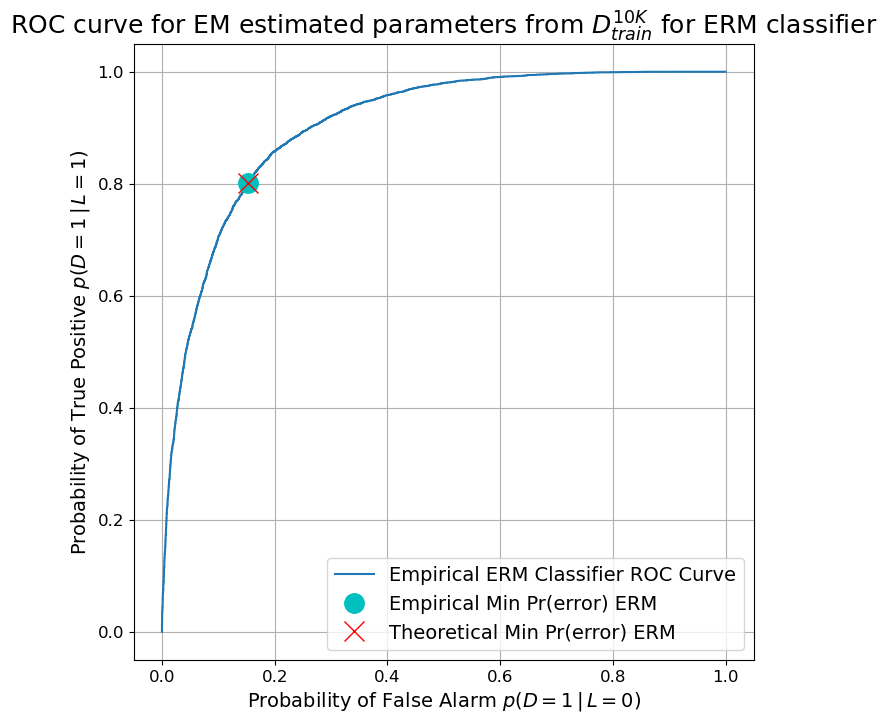 ROC curve for EM estimated parameters from $D_{train}^{10K}$ for ERM classifier
Probability of True Positive $p(D = 1 \,|\, L = 1)$
1.0
0.8
0.6
0.4
0.2
0.0
Empirical ERM Classifier ROC Curve
Empirical Min Pr(error) ERM
Theoretical Min Pr(error) ERM
0.0 0.2 0.4 0.6 0.8 1.0
Probability of False Alarm $p(D = 1 \,|\, L = 0)$